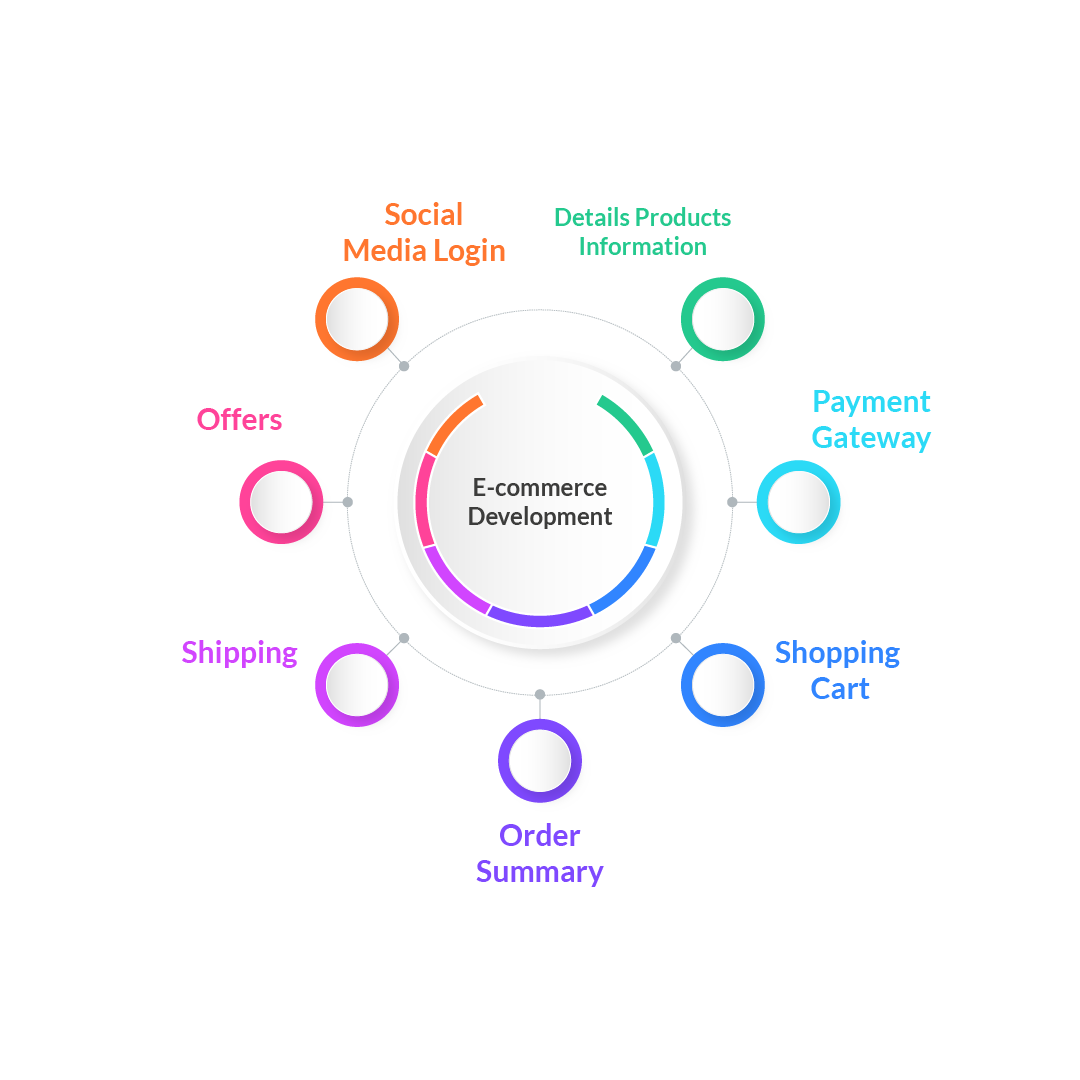 Social
Media Login
Details Products
Information
Offers
Payment
Gateway
E-commerce
Development
Shipping
Shopping
Cart
Order
Summary